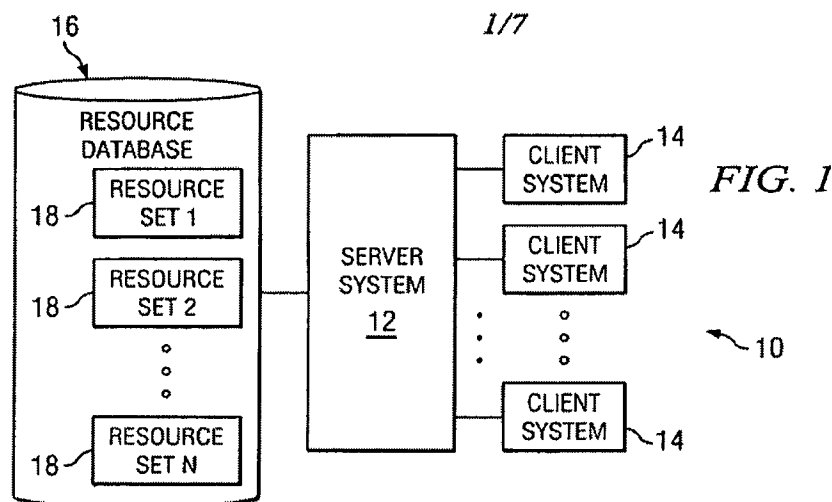 1/7
16
RESOURCE
DATABASE
18
RESOURCE
SET 1
18
RESOURCE
SET 2
18
RESOURCE
SET N
SERVER
SYSTEM
12
CLIENT
SYSTEM
14
CLIENT
SYSTEM
14
CLIENT
SYSTEM
14
FIG. 1
10